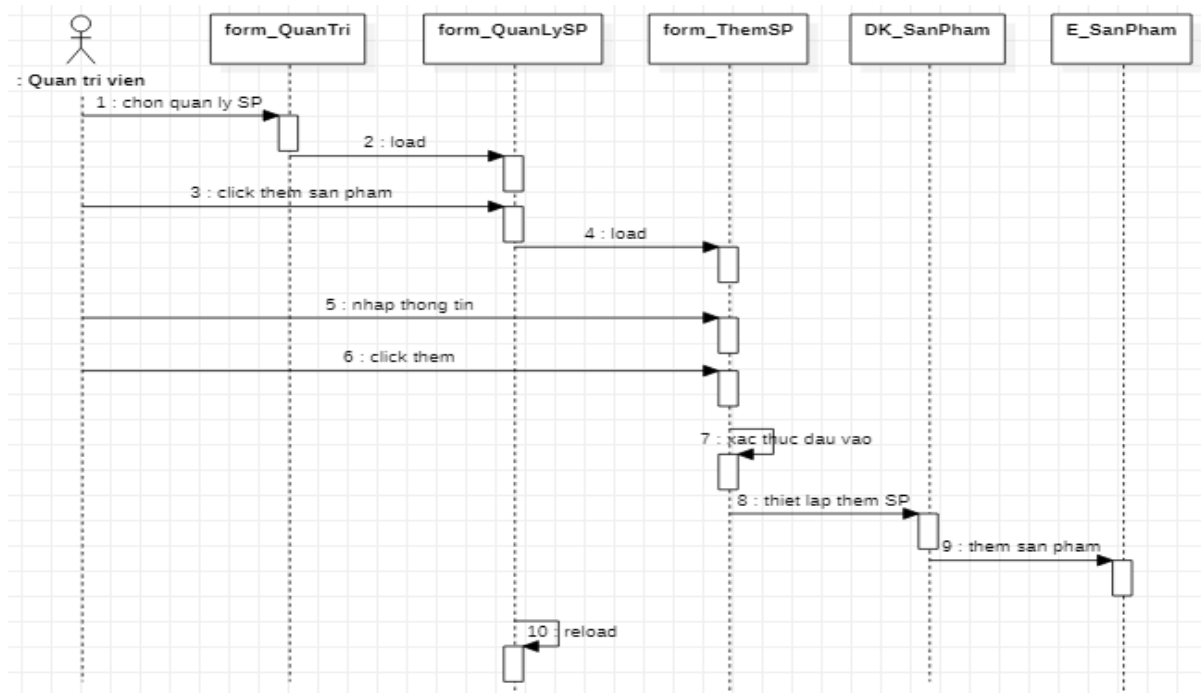 form_QuanTri
form_QuanLySP
form_ThemSP
DK_SanPham
E_SanPham
: Quan tri vien
1 : chon quan ly SP
2 : load
3 : click them san pham
4 : load
5 : nhap thong tin
6 : click them
7 : xac thuc dau vao
8 : thiet lap them SP
9 : them san pham
10 : reload